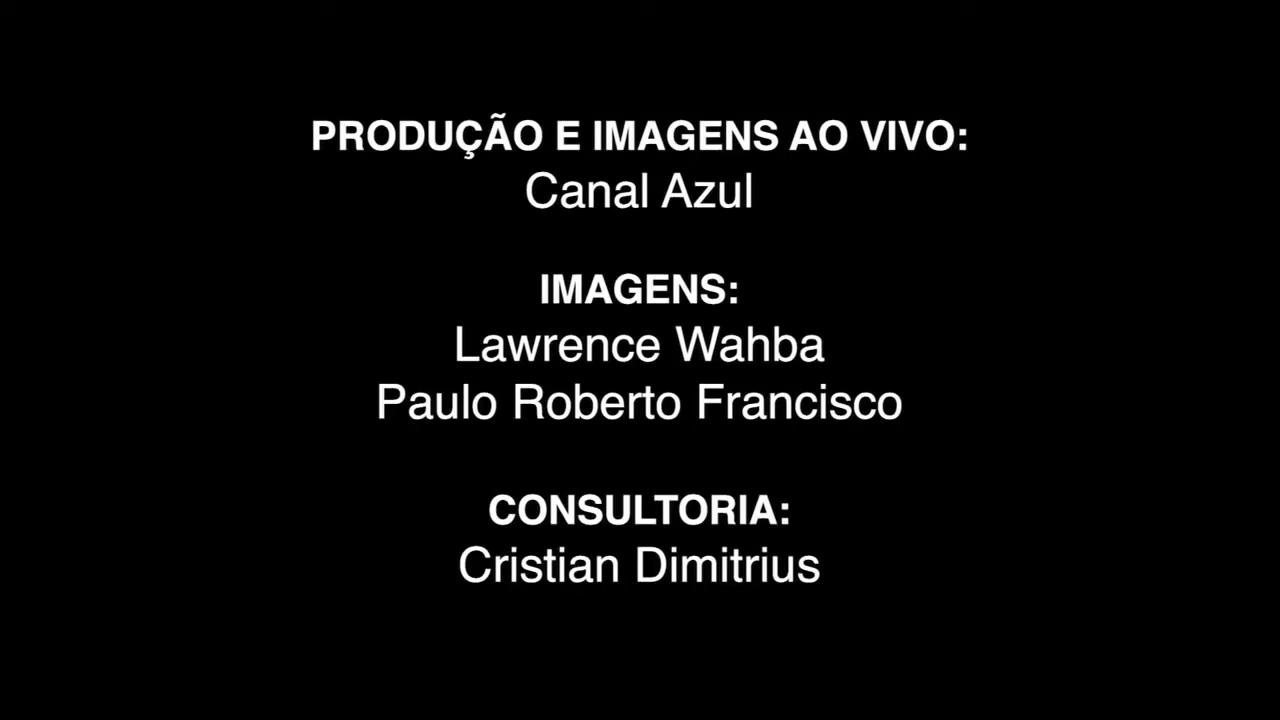 PRODUÇÃO E IMAGENS AO VIVO:
Canal Azul
IMAGENS:
Lawrence Wahba
Paulo Roberto Francisco
CONSULTORIA:
Cristian Dimitrius